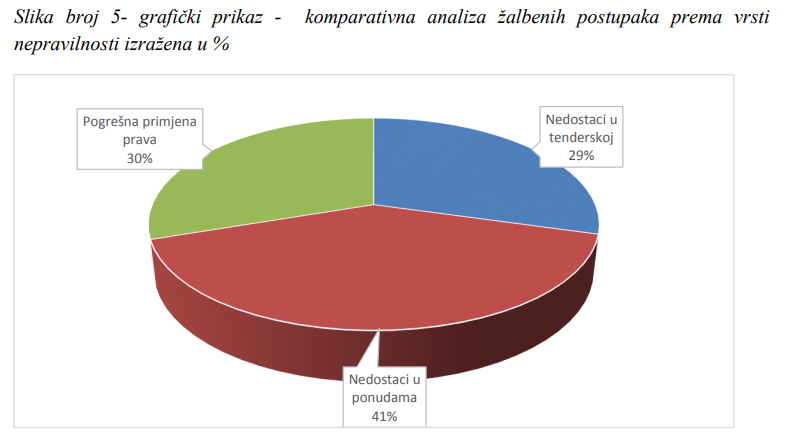 Slika broj 5- grafički prikaz - komparativna analiza žalbenih postupaka prema vrsti
nepravilnosti izražena u %
Pogrešna primjena
prava
30%
Nedostaci u
tenderskoj
29%
Nedostaci u
ponudama
41%